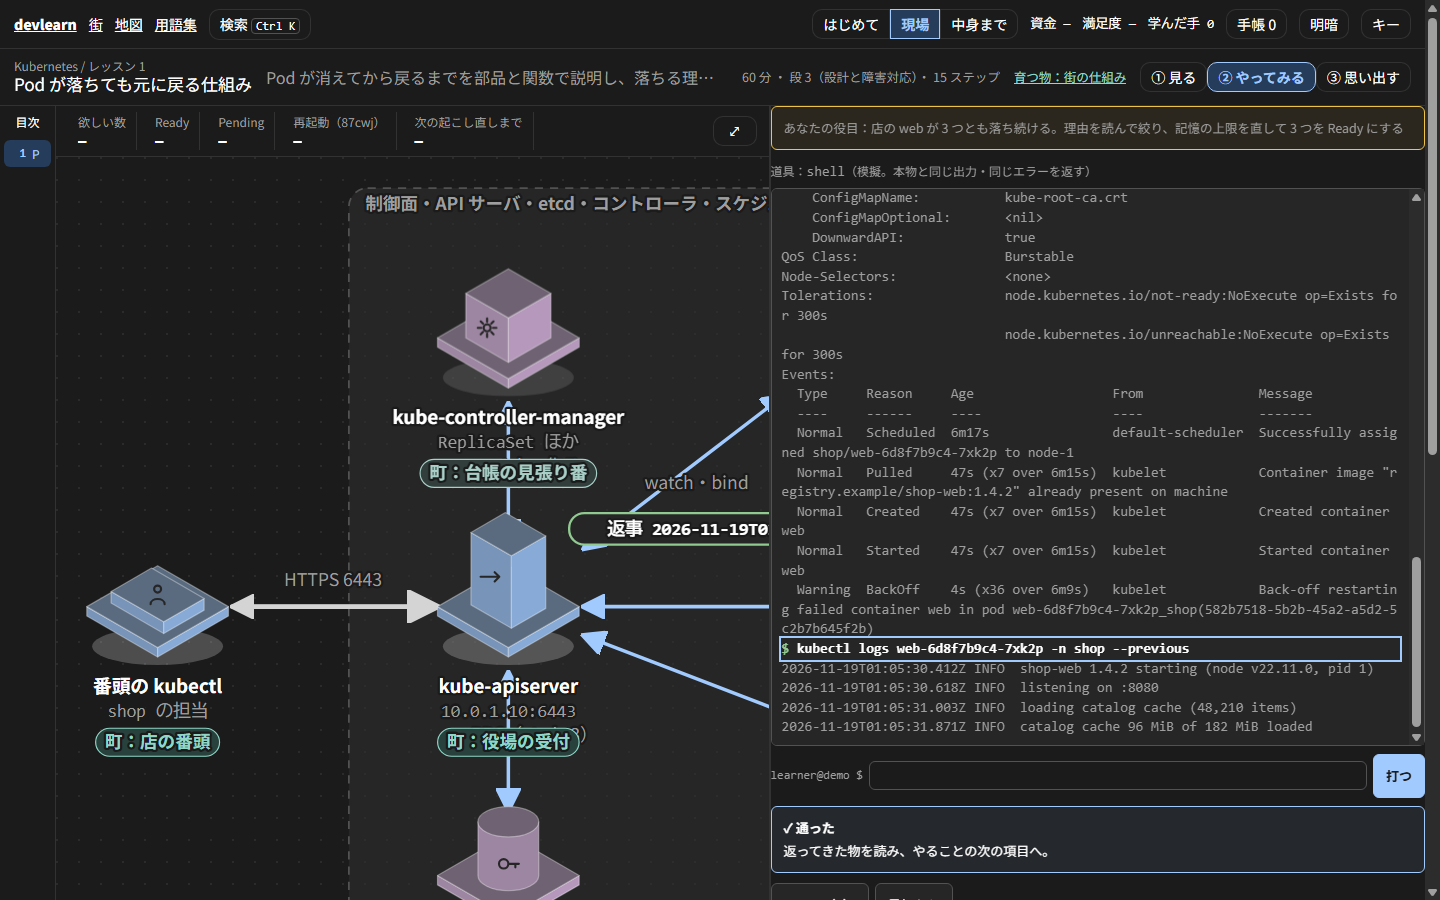 devlearn 街 地図 用語集 検索 Ctrl K はじめて 現場 中身まで 資金 — 満足度 — 学んだ手 0 手帳 0 明暗 キー
Kubernetes / レッスン 1
Pod が落ちても元に戻る仕組み Pod が消えてから戻るまでを部品と関数で説明し、落ちる理… 60 分・段 3（設計と障害対応）・15 ステップ 育つ物：街の仕組み ① 見る ② やってみる ③ 思い出す
目次
1 P
欲しい数 Ready Pending 再起動（87cwj） 次の起こし直しまで
— — — — —
⤢
制御面・API サーバ・etcd・コントローラ・スケジ
kube-controller-manager
ReplicaSet ほか
町：台帳の見張り番
watch・bind
返事 2026-11-19T0
HTTPS 6443
番頭の kubectl
shop の担当
町：店の番頭
kube-apiserver
10.0.1.10:6443
町：役場の受付
あなたの役目：店の web が 3 つとも落ち続ける。理由を読んで絞り、記憶の上限を直して 3 つを Ready にする
道具：shell（模擬。本物と同じ出力・同じエラーを返す）
ConfigMapName: kube-root-ca.crt
ConfigMapOptional: <nil>
DownwardAPI: true
QoS Class: Burstable
Node-Selectors: <none>
Tolerations: node.kubernetes.io/not-ready:NoExecute op=Exists fo
r 300s
node.kubernetes.io/unreachable:NoExecute op=Exists
for 300s
Events:
Type Reason Age From Message
---- ------ ---- ---- -------
Normal Scheduled 6m17s default-scheduler Successfully assig
ned shop/web-6d8f7b9c4-7xk2p to node-1
Normal Pulled 47s (x7 over 6m15s) kubelet Container image "r
egistry.example/shop-web:1.4.2" already present on machine
Normal Created 47s (x7 over 6m15s) kubelet Created container
web
Normal Started 47s (x7 over 6m15s) kubelet Started container
web
Warning BackOff 4s (x36 over 6m9s) kubelet Back-off restartin
g failed container web in pod web-6d8f7b9c4-7xk2p_shop(582b7518-5b2b-45a2-a5d2-5
c2b7b645f2b)
$ kubectl logs web-6d8f7b9c4-7xk2p -n shop --previous
2026-11-19T01:05:30.412Z INFO shop-web 1.4.2 starting (node v22.11.0, pid 1)
2026-11-19T01:05:30.618Z INFO listening on :8080
2026-11-19T01:05:31.003Z INFO loading catalog cache (48,210 items)
2026-11-19T01:05:31.871Z INFO catalog cache 96 MiB of 182 MiB loaded
learner@demo $ 打つ
✓ 通った
返ってきた物を読み、やることの次の項目へ。